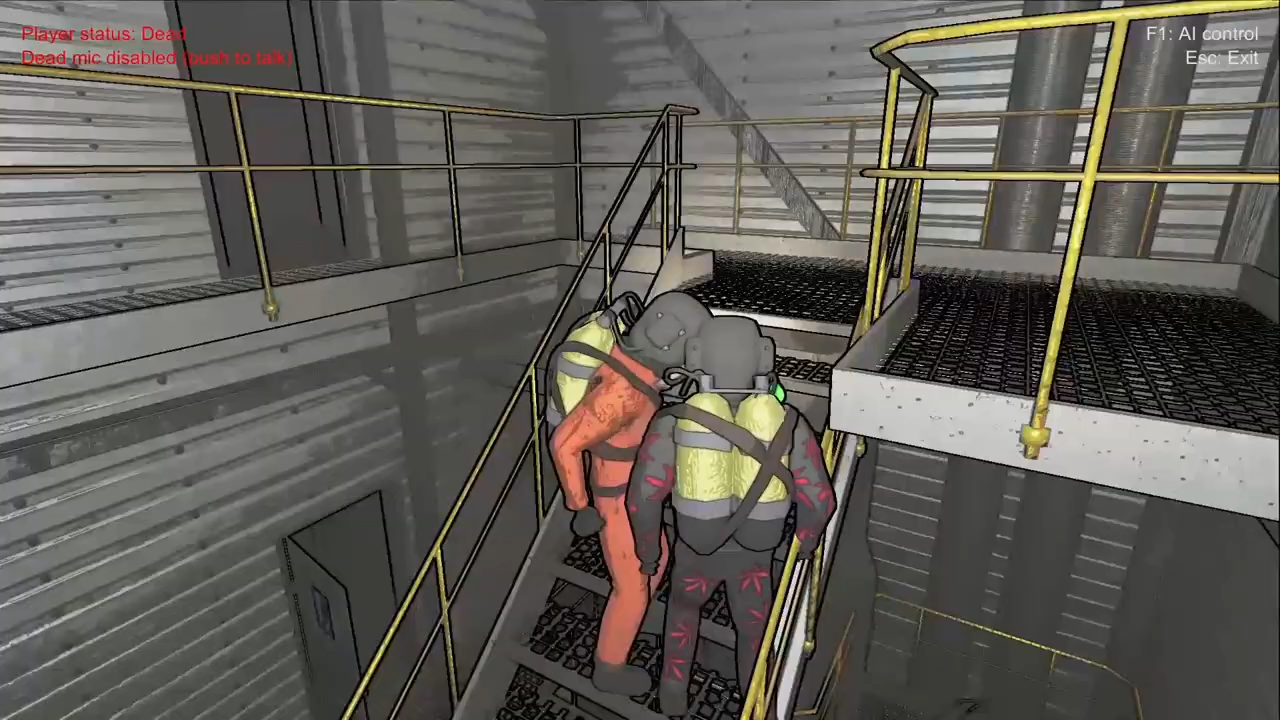 Player status: Dead
Dead mic disabled (push to talk)
F1: AI control
Esc: Exit